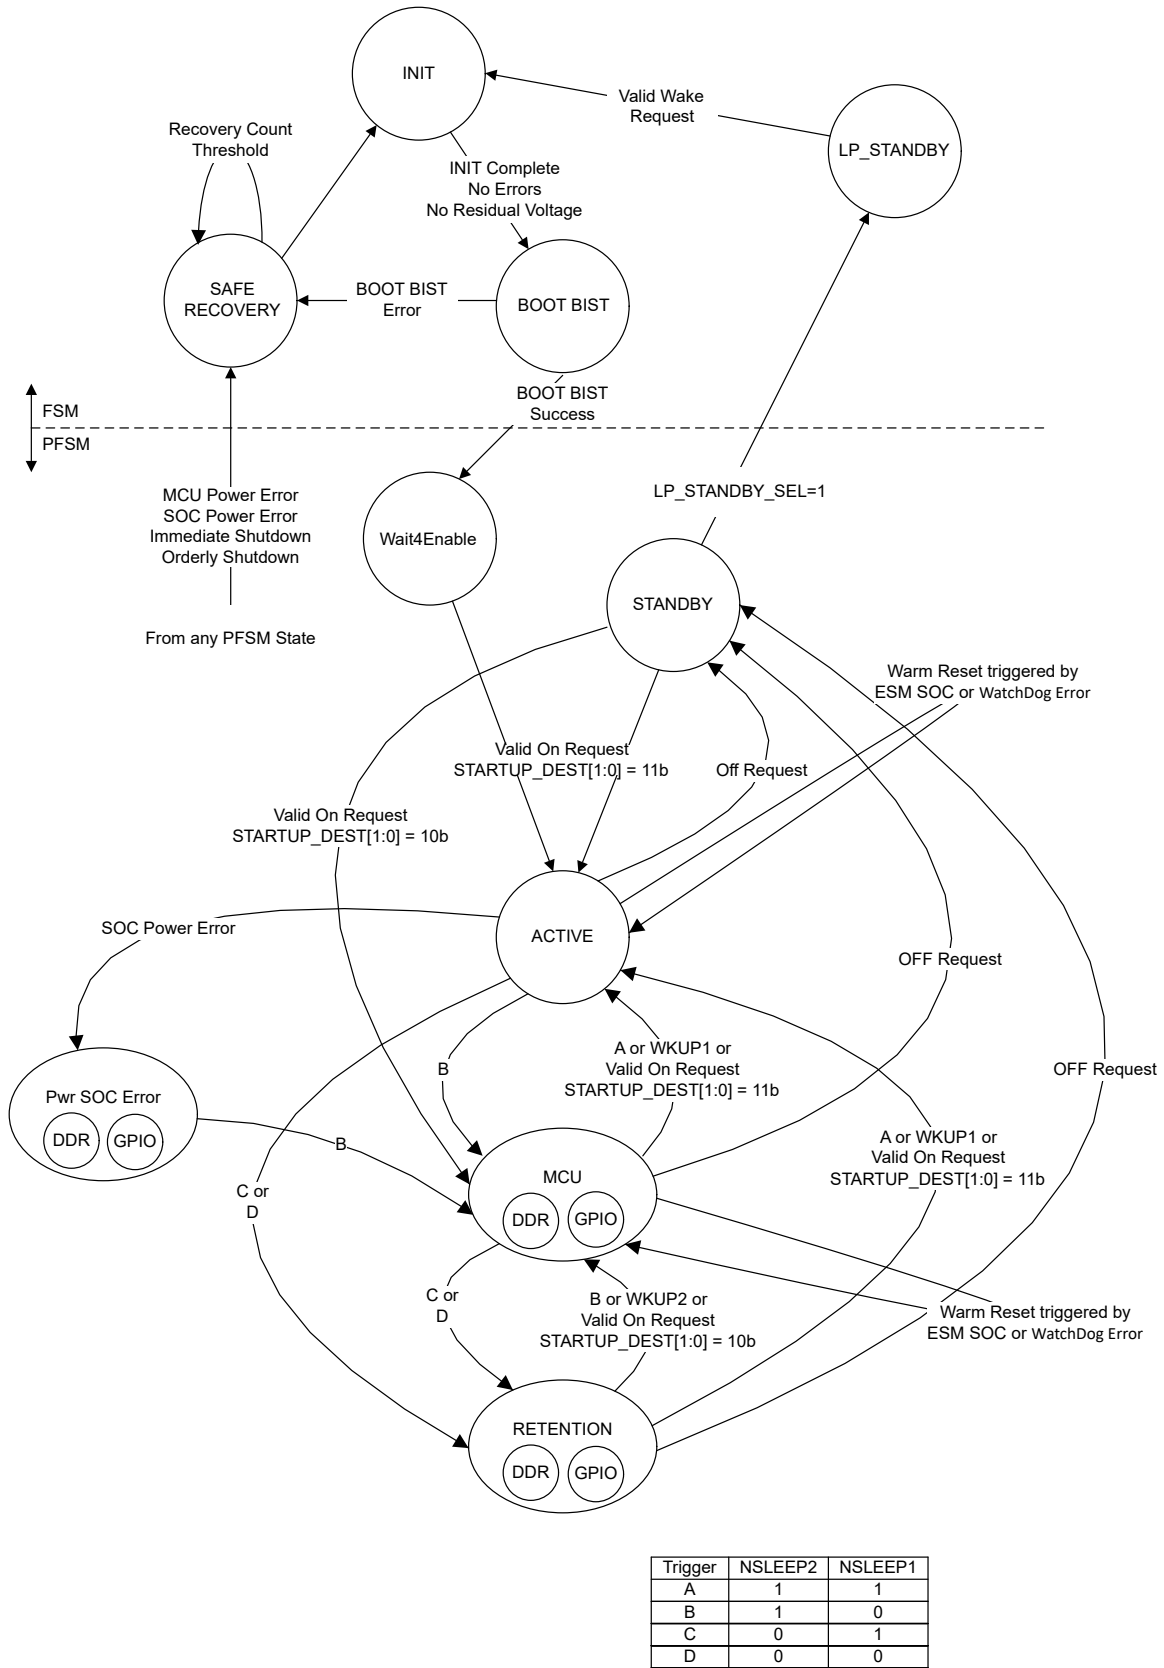 INIT
Valid Wake
Request
LP_STANDBY
Recovery Count
Threshold
INIT Complete
No Errors
No Residual Voltage
SAFE
RECOVERY
BOOT BIST
Error
BOOT BIST
BOOT BIST
Success
FSM
PFSM
MCU Power Error
SOC Power Error
Immediate Shutdown
Orderly Shutdown
From any PFSM State
Wait4Enable
LP_STANDBY_SEL=1
STANDBY
Warm Reset triggered by
ESM SOC or WatchDog Error
Valid On Request
STARTUP_DEST[1:0] = 11b
Off Request
Valid On Request
STARTUP_DEST[1:0] = 10b
SOC Power Error
ACTIVE
OFF Request
A or WKUP1 or
Valid On Request
STARTUP_DEST[1:0] = 11b
B
OFF Request
Pwr SOC Error
DDR
GPIO
B
A or WKUP1 or
Valid On Request
STARTUP_DEST[1:0] = 11b
C or
D
MCU
DDR
GPIO
C or
D
B or WKUP2 or
Valid On Request
STARTUP_DEST[1:0] = 10b
Warm Reset triggered by
ESM SOC or WatchDog Error
RETENTION
DDR
GPIO
Trigger NSLEEP2 NSLEEP1
A 1 1
B 1 0
C 0 1
D 0 0